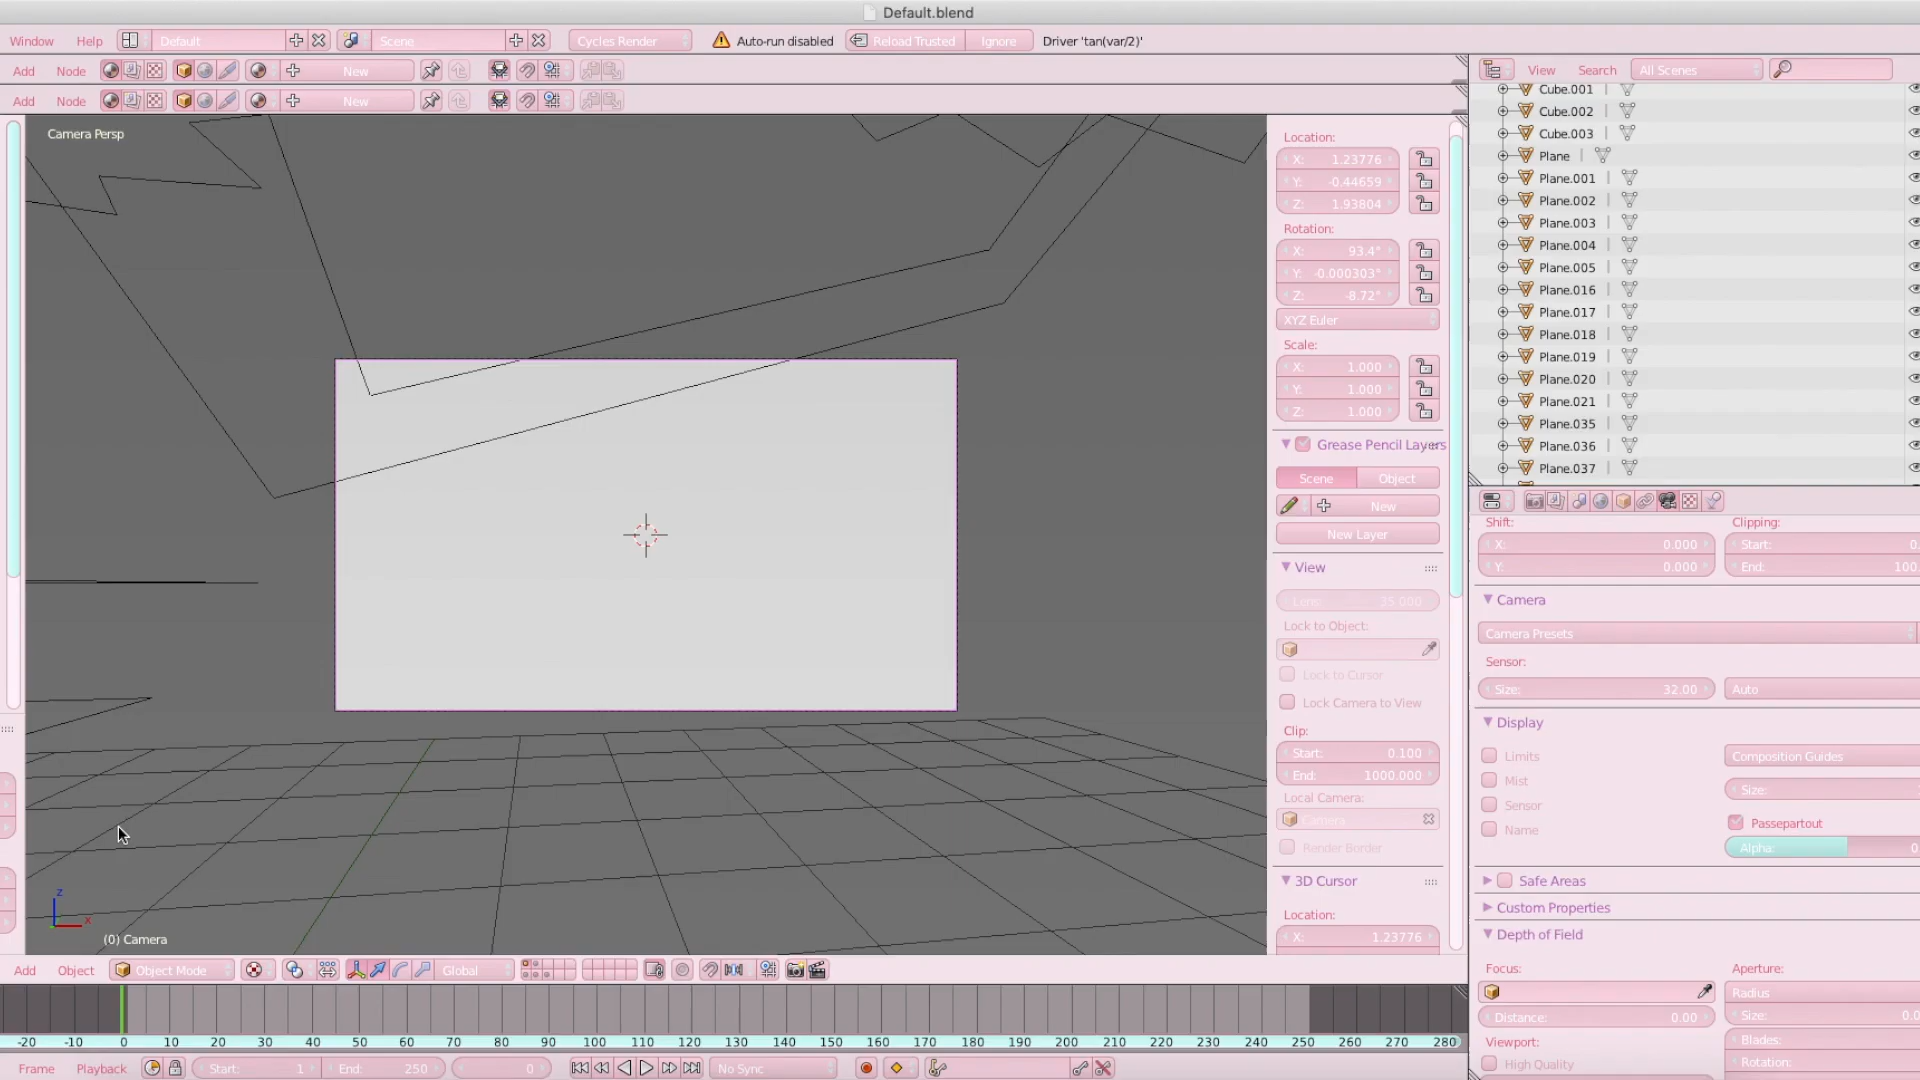 Default.blend
Window Help Default Scene Cycles Render Auto-run disabled Reload Trusted Ignore Driver 'tan(var/2)'
Add Node New
Add Node New
View Search All Scenes
Camera Persp
(0) Camera
z
x
Location:
X: 1.23776
Y: -0.44659
Z: 1.93804
Rotation:
X: 93.4°
Y: -0.000303°
Z: -8.72°
XYZ Euler
Scale:
X: 1.000
Y: 1.000
Z: 1.000
Grease Pencil Layers
Scene Object
New
New Layer
View
Lens: 35.000
Lock to Object:
Lock to Cursor
Lock Camera to View
Clip:
Start: 0.100
End: 1000.000
Local Camera:
Camera
Render Border
3D Cursor
Location:
X: 1.23776
Cube.001
Cube.002
Cube.003
Plane
Plane.001
Plane.002
Plane.003
Plane.004
Plane.005
Plane.016
Plane.017
Plane.018
Plane.019
Plane.020
Plane.021
Plane.035
Plane.036
Plane.037
Shift: Clipping:
X: 0.000 Start: 0.
Y: 0.000 End: 100.
Camera
Camera Presets
Sensor:
Size: 32.00 Auto
Display
Limits Composition Guides
Mist Size:
Sensor Passepartout
Name Alpha: 0.
Safe Areas
Custom Properties
Depth of Field
Focus: Aperture:
Radius
Distance: 0.00 Size: 0.0
Viewport: Blades:
High Quality Rotation:
Add Object Object Mode Global
-20 -10 0 10 20 30 40 50 60 70 80 90 100 110 120 130 140 150 160 170 180 190 200 210 220 230 240 250 260 270 280
Frame Playback Start: 1 End: 250 0 No Sync